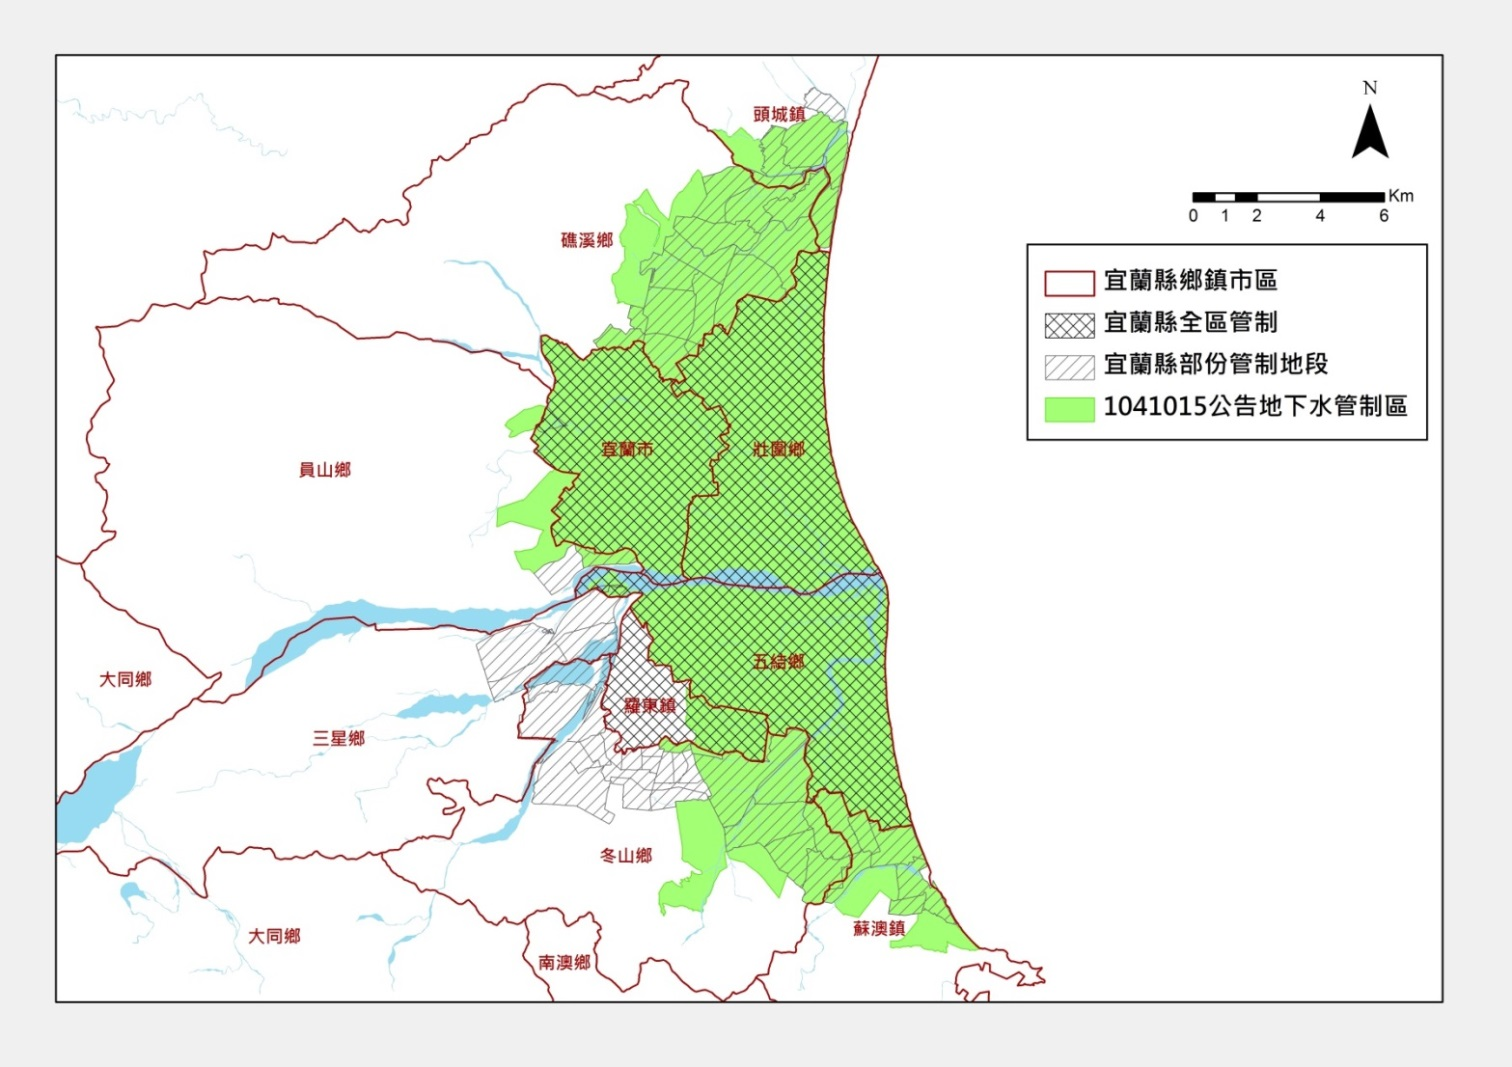 N
Km
0 1 2 4 6
宜蘭縣鄉鎮市區
宜蘭縣全區管制
宜蘭縣部份管制地段
1041015公告地下水管制區
頭城鎮
礁溪鄉
宜蘭市
壯圍鄉
員山鄉
五結鄉
大同鄉
羅東鎮
三星鄉
冬山鄉
蘇澳鎮
大同鄉
南澳鄉